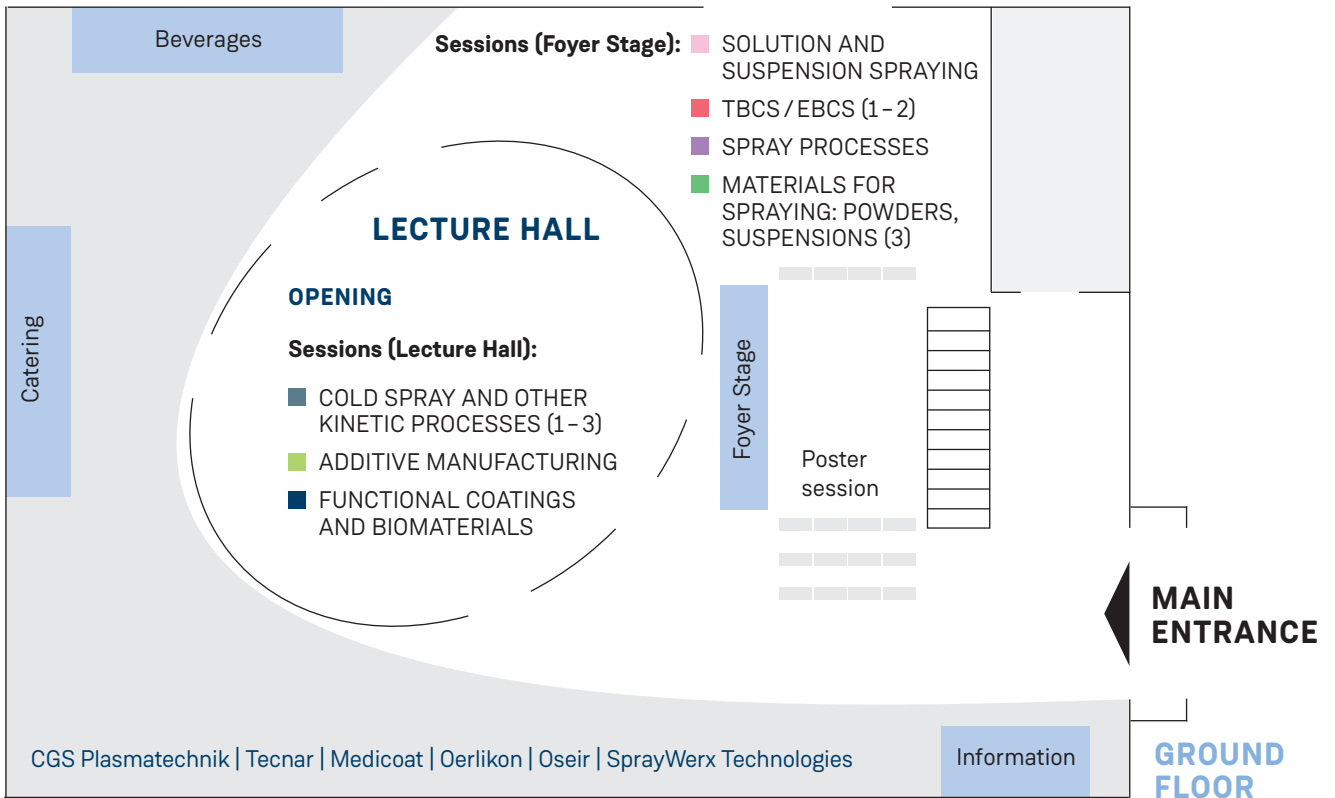 Beverages
Sessions (Foyer Stage):
SOLUTION AND
SUSPENSION SPRAYING
TBCS / EBCS (1 – 2)
SPRAY PROCESSES
MATERIALS FOR
SPRAYING: POWDERS,
SUSPENSIONS (3)
LECTURE HALL
OPENING
Sessions (Lecture Hall):
COLD SPRAY AND OTHER
KINETIC PROCESSES (1 – 3)
ADDITIVE MANUFACTURING
FUNCTIONAL COATINGS
AND BIOMATERIALS
Catering
Foyer Stage
Poster
session
MAIN
ENTRANCE
CGS Plasmatechnik | Tecnar | Medicoat | Oerlikon | Oseir | SprayWerx Technologies
Information
GROUND
FLOOR